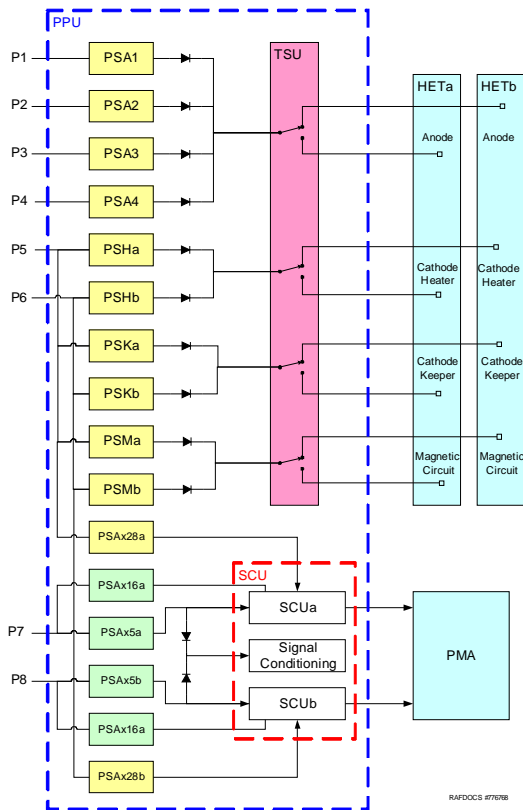 PPU
P1
PSA1
TSU
HETa
HETb
P2
PSA2
Anode
Anode
P3
PSA3
P4
PSA4
P5
PSHa
Cathode
Heater
Cathode
Heater
P6
PSHb
PSKa
Cathode
Keeper
Cathode
Keeper
PSKb
PSMa
Magnetic
Circuit
Magnetic
Circuit
PSMb
PSAx28a
SCU
PSAx16a
SCUa
P7
PSAx5a
Signal
Conditioning
PMA
P8
PSAx5b
SCUb
PSAx16a
PSAx28b
RAFDOCS #776768